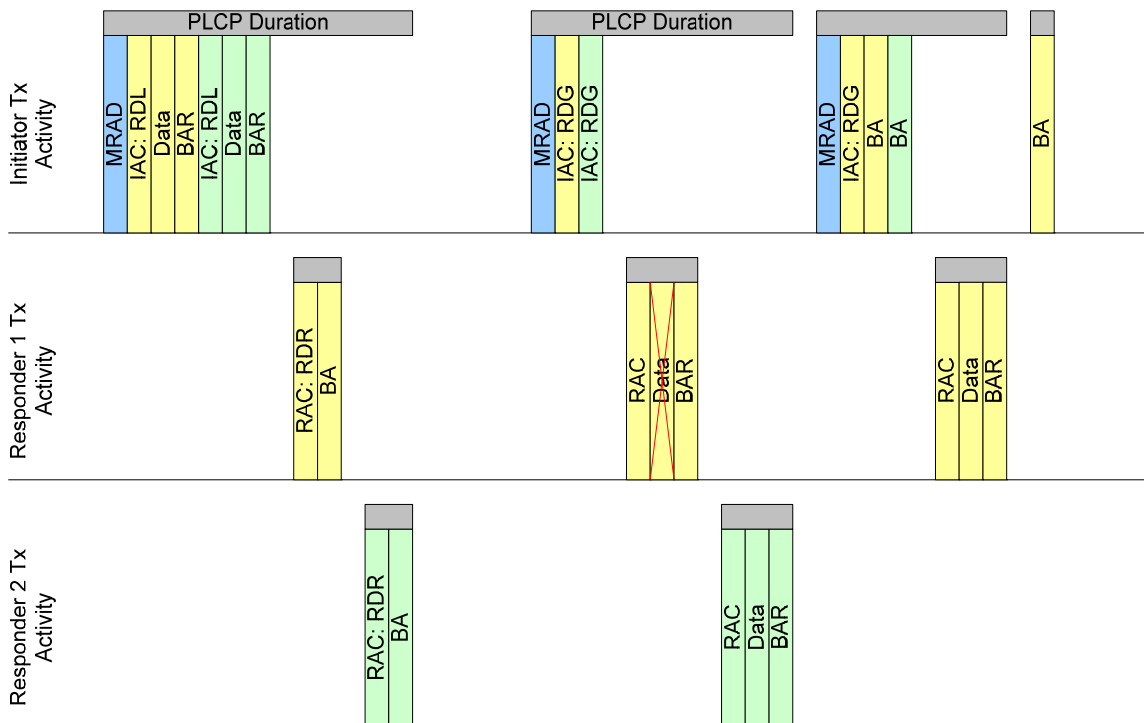 PLCP Duration
PLCP Duration
Initiator Tx
Activity
MRAD
IAC: RDL
Data
BAR
IAC: RDL
Data
BAR
MRAD
IAC: RDG
IAC: RDG
MRAD
IAC: RDG
BA
BA
BA
Responder 1 Tx
Activity
RAC: RDR
BA
RAC
Data
BAR
RAC
Data
BAR
Responder 2 Tx
Activity
RAC: RDR
BA
RAC
Data
BAR